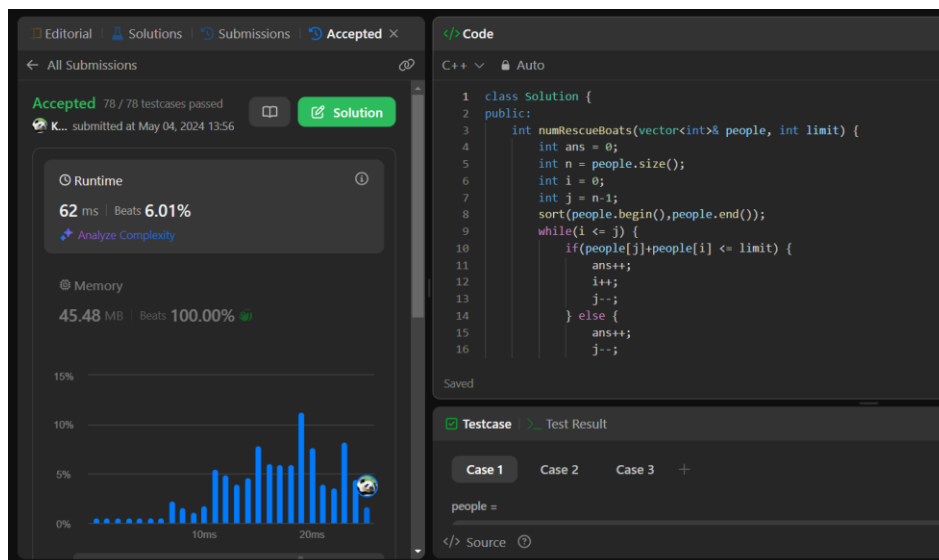 Editorial | Solutions | Submissions | Accepted ×
← All Submissions
Accepted 78 / 78 testcases passed
K... submitted at May 04, 2024 13:56
Solution
Runtime
62 ms | Beats 6.01%
Analyze Complexity
Memory
45.48 MB | Beats 100.00%
15%
10%
5%
0%
10ms
20ms
</> Code
C++ Auto
1 class Solution {
2 public:
3     int numRescueBoats(vector<int>& people, int limit) {
4         int ans = 0;
5         int n = people.size();
6         int i = 0;
7         int j = n-1;
8         sort(people.begin(),people.end());
9         while(i <= j) {
10             if(people[j]+people[i] <= limit) {
11                 ans++;
12                 i++;
13                 j--;
14             } else {
15                 ans++;
16                 j--;
Saved
Testcase | >_ Test Result
Case 1 Case 2 Case 3 +
people =
</> Source ?